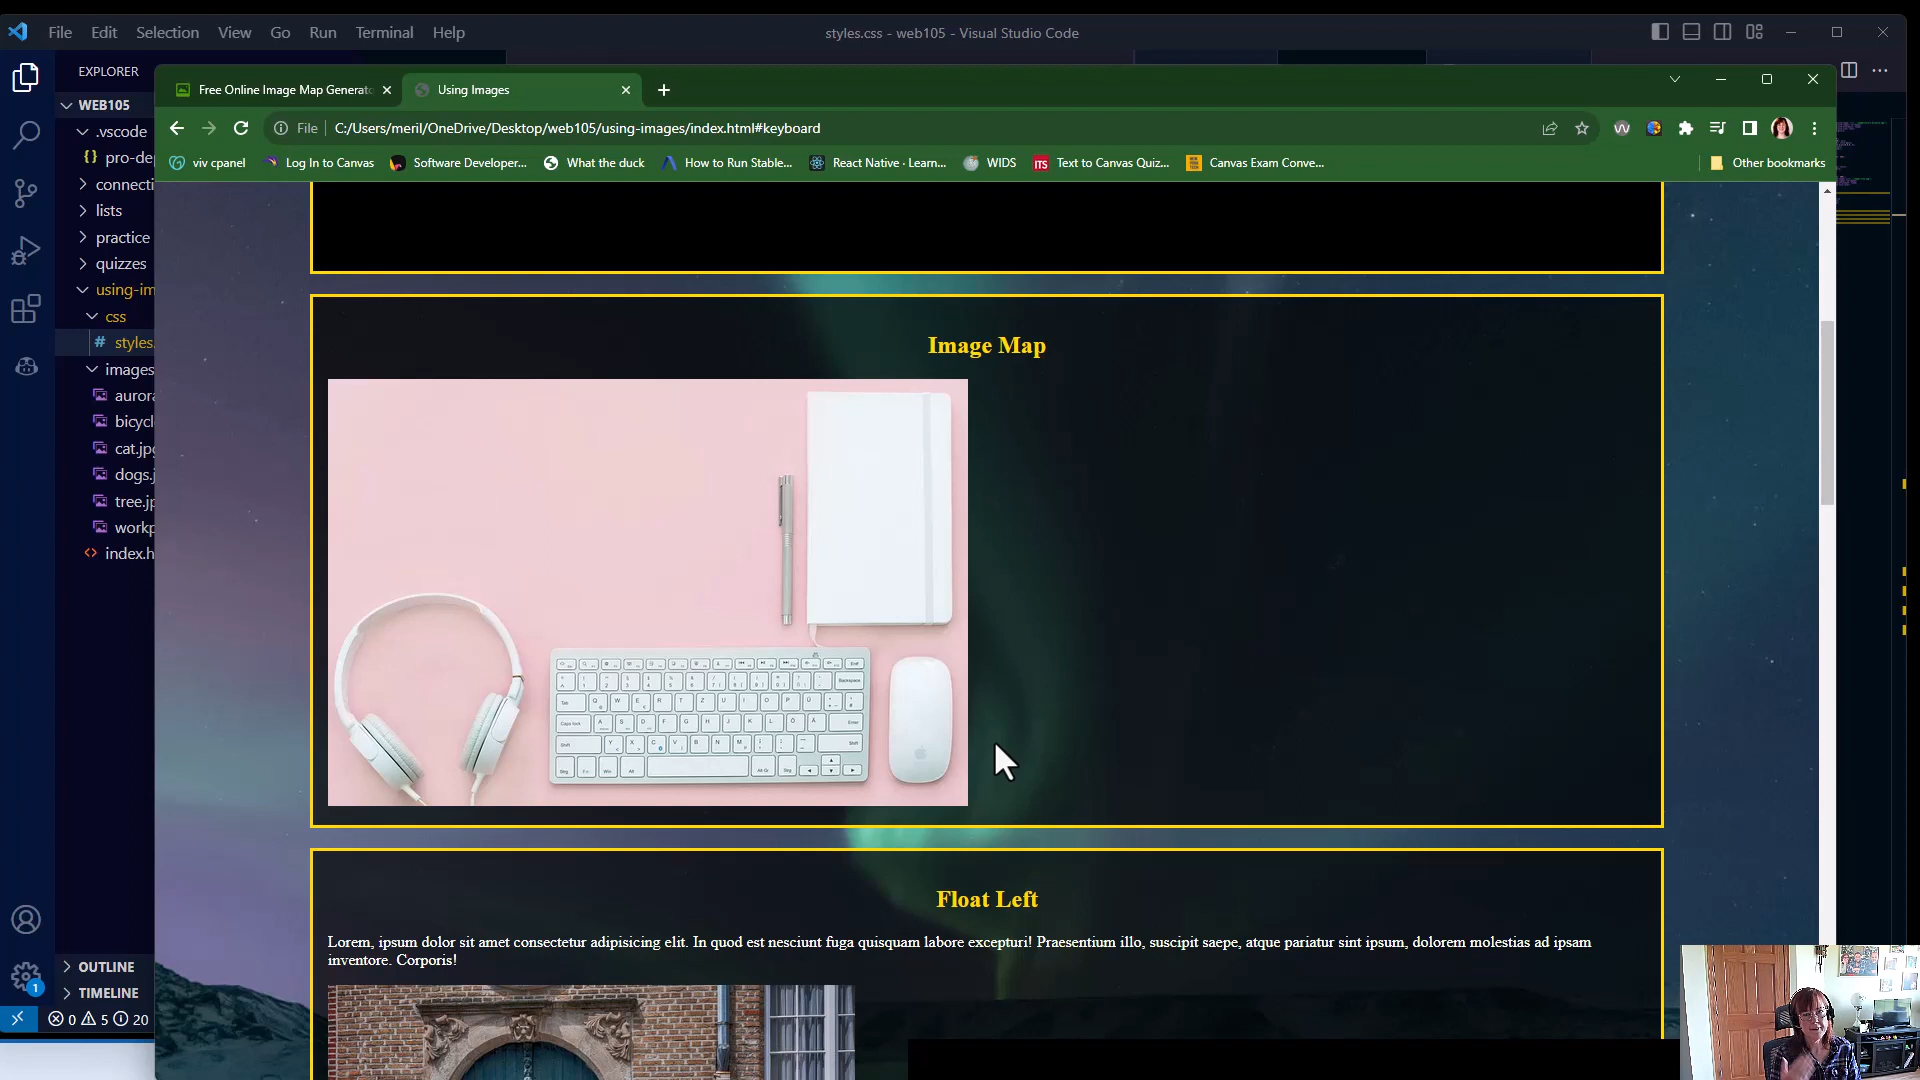 File Edit Selection View Go Run Terminal Help
styles.css - web105 - Visual Studio Code
EXPLORER
WEB105
.vscode
{} pro-de
connecti
lists
practice
quizzes
using-im
css
# styles.
images
aurora
bicycl
cat.jpg
dogs.j
tree.jp
workp
<> index.h
OUTLINE
TIMELINE
0 5 20
1
Free Online Image Map Generato
Using Images
File C:/Users/meril/OneDrive/Desktop/web105/using-images/index.html#keyboard
viv cpanel Log In to Canvas Software Developer... What the duck How to Run Stable... React Native · Learn... WIDS ITS Text to Canvas Quiz... Canvas Exam Conve... Other bookmarks
Image Map
Float Left
Lorem, ipsum dolor sit amet consectetur adipisicing elit. In quod est nesciunt fuga quisquam labore excepturi! Praesentium illo, suscipit saepe, atque pariatur sint ipsum, dolorem molestias ad ipsam
inventore. Corporis!